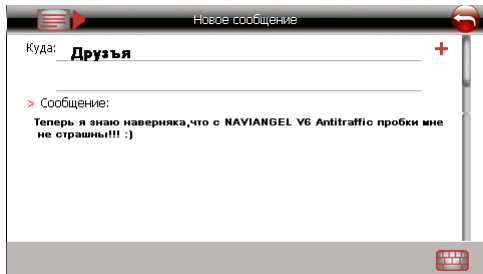 Новое сообщение
Куда: Друзья
> Сообщение:
Теперь я знаю наверняка,что с NAVIANGEL V6 Antitraffic пробки мне
не страшны!!! :)